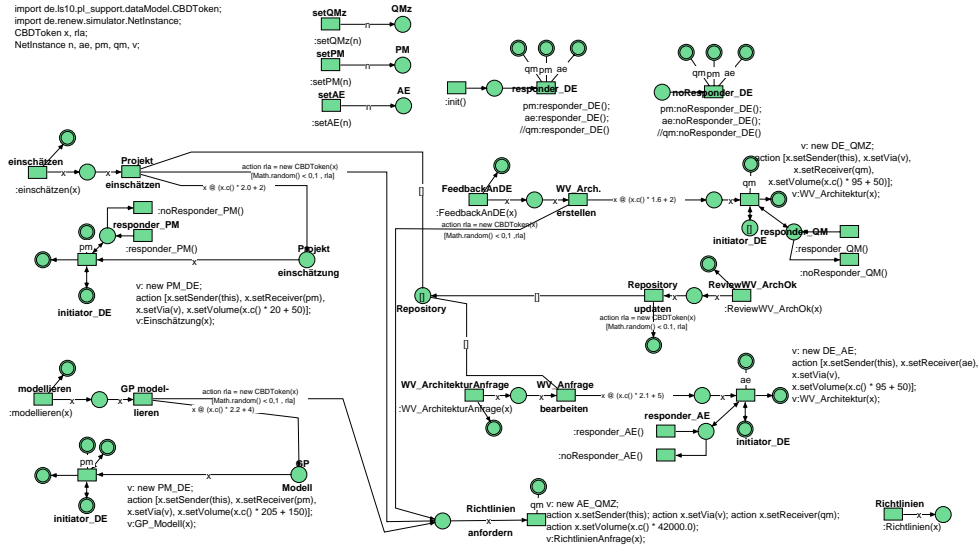 import de.ls10.pl_support.dataModel.CBDToken;
import de.renew.simulator.NetInstance;
CBDToken x, rla;
NetInstance n, ae, pm, qm, v;
setQMz
QMz
n
:setQMz(n)
setPM
PM
n
:setPM(n)
setAE
AE
n
:setAE(n)
qm
pm
ae
responder_DE
:init()
pm:responder_DE();
ae:responder_DE();
//qm:responder_DE()
qm
pm
ae
noResponder_DE
pm:noResponder_DE();
ae:noResponder_DE();
//qm:noResponder_DE()
einschätzen
x
x
Projekt
einschätzen
:einschätzen(x)
action rla = new CBDToken(x)
[Math.random() < 0,1 , rla]
x @ (x.c() * 2.0 + 2)
:noResponder_PM()
responder_PM
:responder_PM()
pm
x
Projekt
einschätzung
initiator_DE
v: new PM_DE;
action [x.setSender(this), x.setReceiver(pm),
x.setVia(v), x.setVolume(x.c() * 20 + 50)];
v:Einschätzung(x);
[]
FeedbackAnDE
x
x
WV_Arch.
erstellen
:FeedbackAnDE(x)
x @ (x.c() * 1.6 + 2)
x
action rla = new CBDToken(x)
[Math.random() < 0,1 ,rla]
v: new DE_QMZ;
action [x.setSender(this), x.setVia(v),
x.setReceiver(qm),
x.setVolume(x.c() * 95 + 50)];
v:WV_Architektur(x);
qm
[]
initiator_DE
responder_QM
:responder_QM()
:noResponder_QM()
[]
Repository
[]
Repository
updaten
x
x
ReviewWV_ArchOk
:ReviewWV_ArchOk(x)
action rla = new CBDToken(x)
[Math.random() < 0.1, rla]
[]
modellieren
x
x
GP_model-
lieren
:modellieren(x)
action rla = new CBDToken(x)
[Math.random() < 0,1 , rla]
x @ (x.c() * 2.2 + 4)
pm
x
GP
Modell
initiator_DE
v: new PM_DE;
action [x.setSender(this), x.setReceiver(pm),
x.setVia(v), x.setVolume(x.c() * 205 + 150)];
v:GP_Modell(x);
WV_ArchitekturAnfrage
x
x
WV_Anfrage
bearbeiten
:WV_ArchitekturAnfrage(x)
x @ (x.c() * 2.1 + 5)
x
ae
v: new DE_AE;
action [x.setSender(this), x.setReceiver(ae),
x.setVia(v),
x.setVolume(x.c() * 95 + 50)];
v:WV_Architektur(x);
responder_AE
:responder_AE()
:noResponder_AE()
initiator_DE
Richtlinien
anfordern
x
qm
v: new AE_QMZ;
action x.setSender(this); action x.setVia(v); action x.setReceiver(qm);
action x.setVolume(x.c() * 42000.0);
v:RichtlinienAnfrage(x);
Richtlinien
x
:Richtlinien(x)